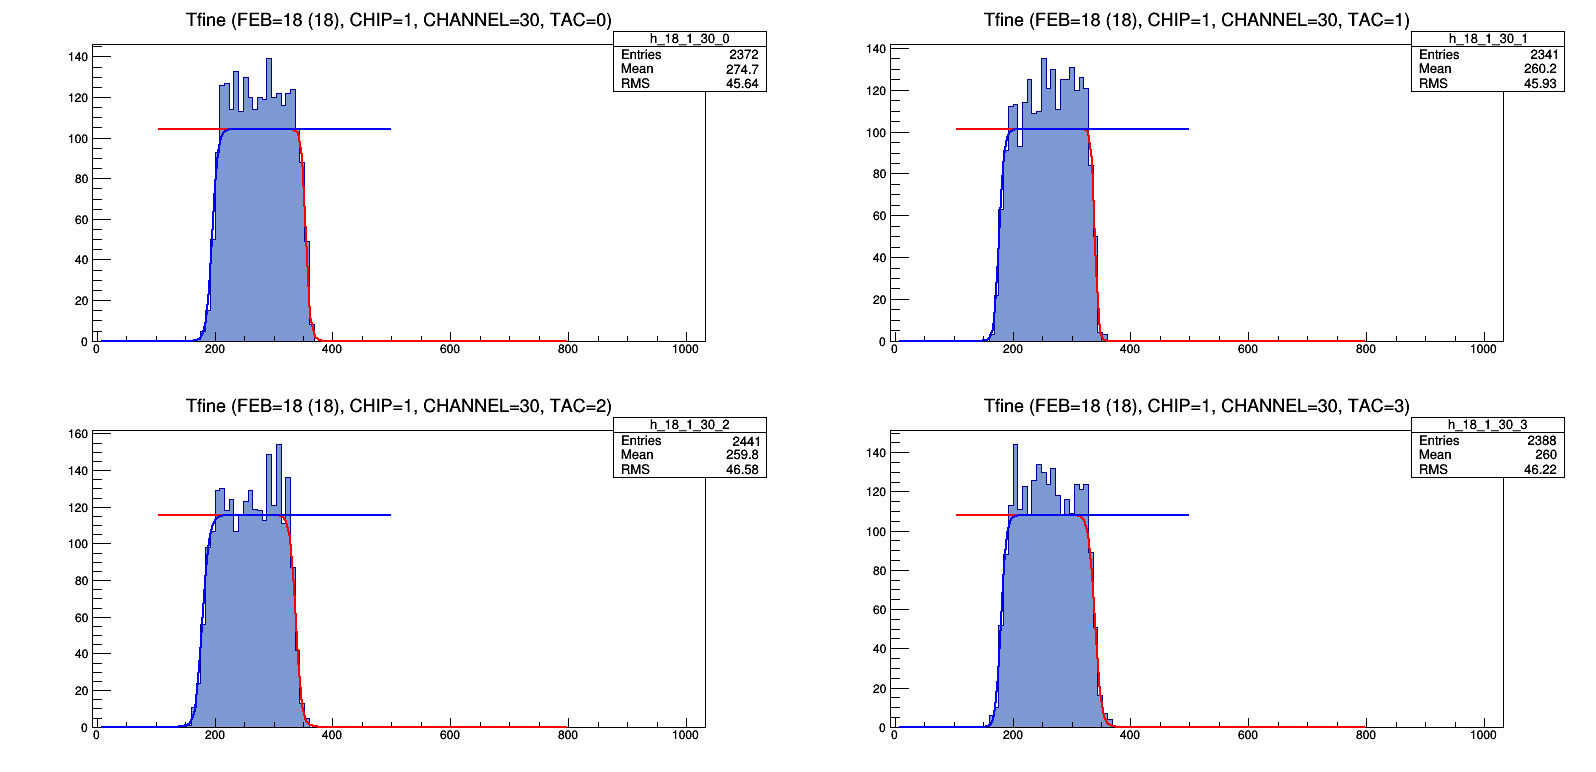 Tfine (FEB=18 (18), CHIP=1, CHANNEL=30, TAC=0)
h_18_1_30_0
Entries 2372
Mean 274.7
RMS 45.64
140
120
100
80
60
40
20
0
0 200 400 600 800 1000
Tfine (FEB=18 (18), CHIP=1, CHANNEL=30, TAC=1)
h_18_1_30_1
Entries 2341
Mean 260.2
RMS 45.93
140
120
100
80
60
40
20
0
0 200 400 600 800 1000
Tfine (FEB=18 (18), CHIP=1, CHANNEL=30, TAC=2)
h_18_1_30_2
Entries 2441
Mean 259.8
RMS 46.58
160
140
120
100
80
60
40
20
0
0 200 400 600 800 1000
Tfine (FEB=18 (18), CHIP=1, CHANNEL=30, TAC=3)
h_18_1_30_3
Entries 2388
Mean 260
RMS 46.22
140
120
100
80
60
40
20
0
0 200 400 600 800 1000